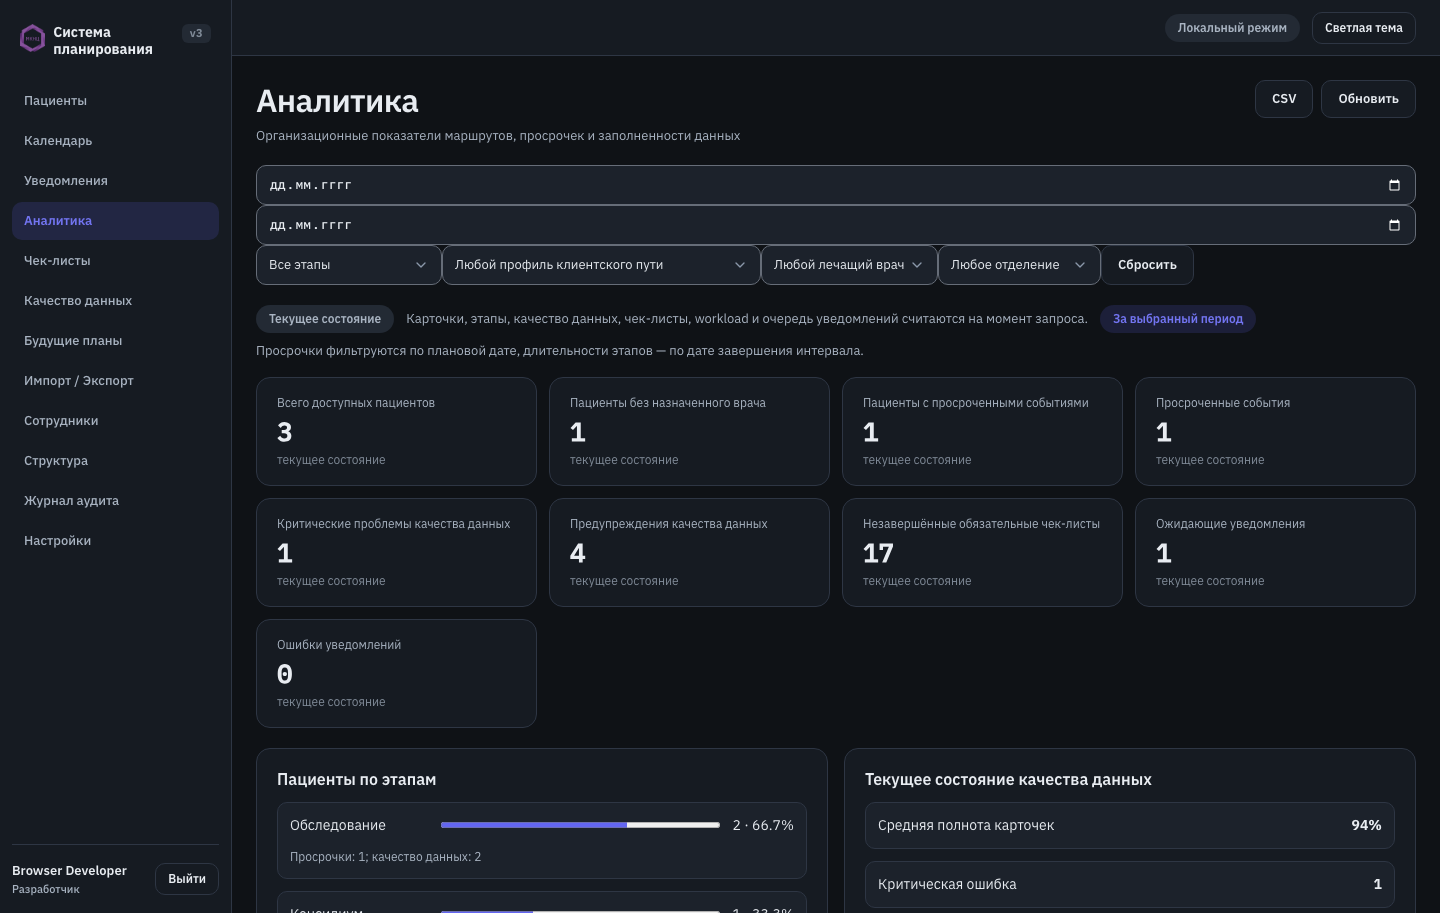 Система
планирования
v3
Пациенты
Календарь
Уведомления
Аналитика
Чек-листы
Качество данных
Будущие планы
Импорт / Экспорт
Сотрудники
Структура
Журнал аудита
Настройки
Browser Developer
Разработчик
Выйти
Локальный режим
Светлая тема
Аналитика
CSV
Обновить
Организационные показатели маршрутов, просрочек и заполненности данных
дд.мм.гггг
дд.мм.гггг
Все этапы
Любой профиль клиентского пути
Любой лечащий врач
Любое отделение
Сбросить
Текущее состояние
Карточки, этапы, качество данных, чек-листы, workload и очередь уведомлений считаются на момент запроса.
За выбранный период
Просрочки фильтруются по плановой дате, длительности этапов — по дате завершения интервала.
Всего доступных пациентов
3
текущее состояние
Пациенты без назначенного врача
1
текущее состояние
Пациенты с просроченными событиями
1
текущее состояние
Просроченные события
1
текущее состояние
Критические проблемы качества данных
1
текущее состояние
Предупреждения качества данных
4
текущее состояние
Незавершённые обязательные чек-листы
17
текущее состояние
Ожидающие уведомления
1
текущее состояние
Ошибки уведомлений
0
текущее состояние
Пациенты по этапам
Обследование
2 · 66.7%
Просрочки: 1; качество данных: 2
Консилиум
1 · 33.3%
Текущее состояние качества данных
Средняя полнота карточек
94%
Критическая ошибка
1